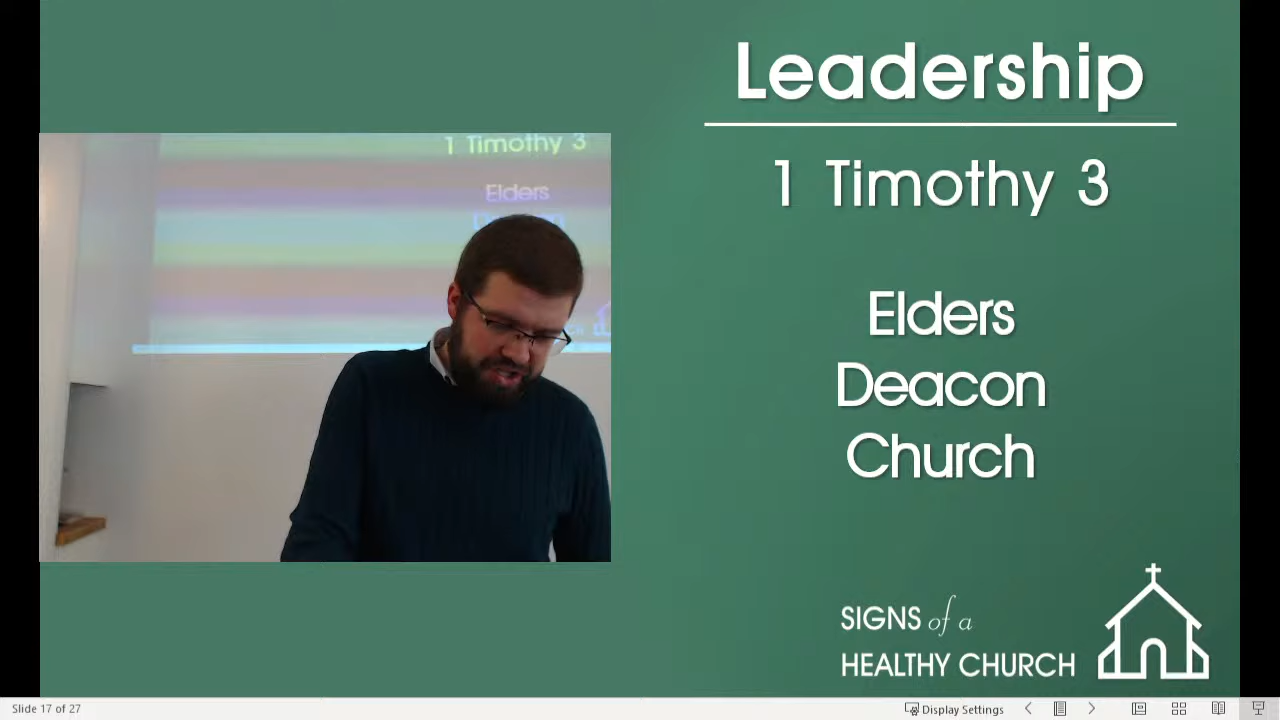 Leadership
1 Timothy 3
Elders
Deacon
Church
SIGNS of a
HEALTHY CHURCH
1 Timothy 3
Elders
Slide 17 of 27
Display Settings